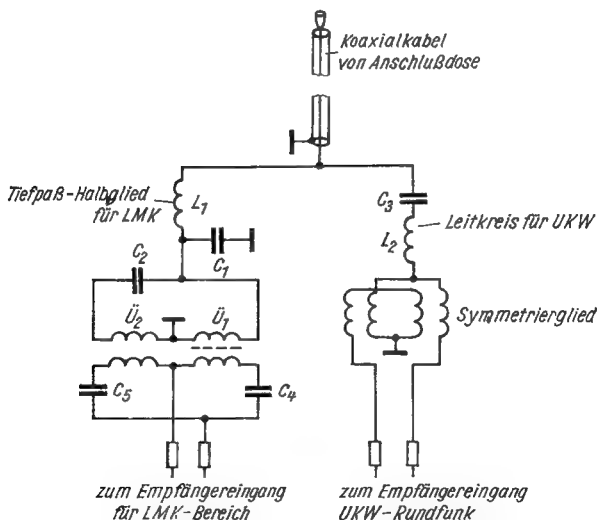 Koaxialkabel
von Anschlußdose
Tiefpaß-Halbglied
für LMK
L1
C3
Leitkreis für UKW
L2
C2
C1
Ü2
Ü1
Symmetrierglied
C5
C4
zum Empfängereingang
für LMK-Bereich
zum Empfängereingang
UKW-Rundfunk